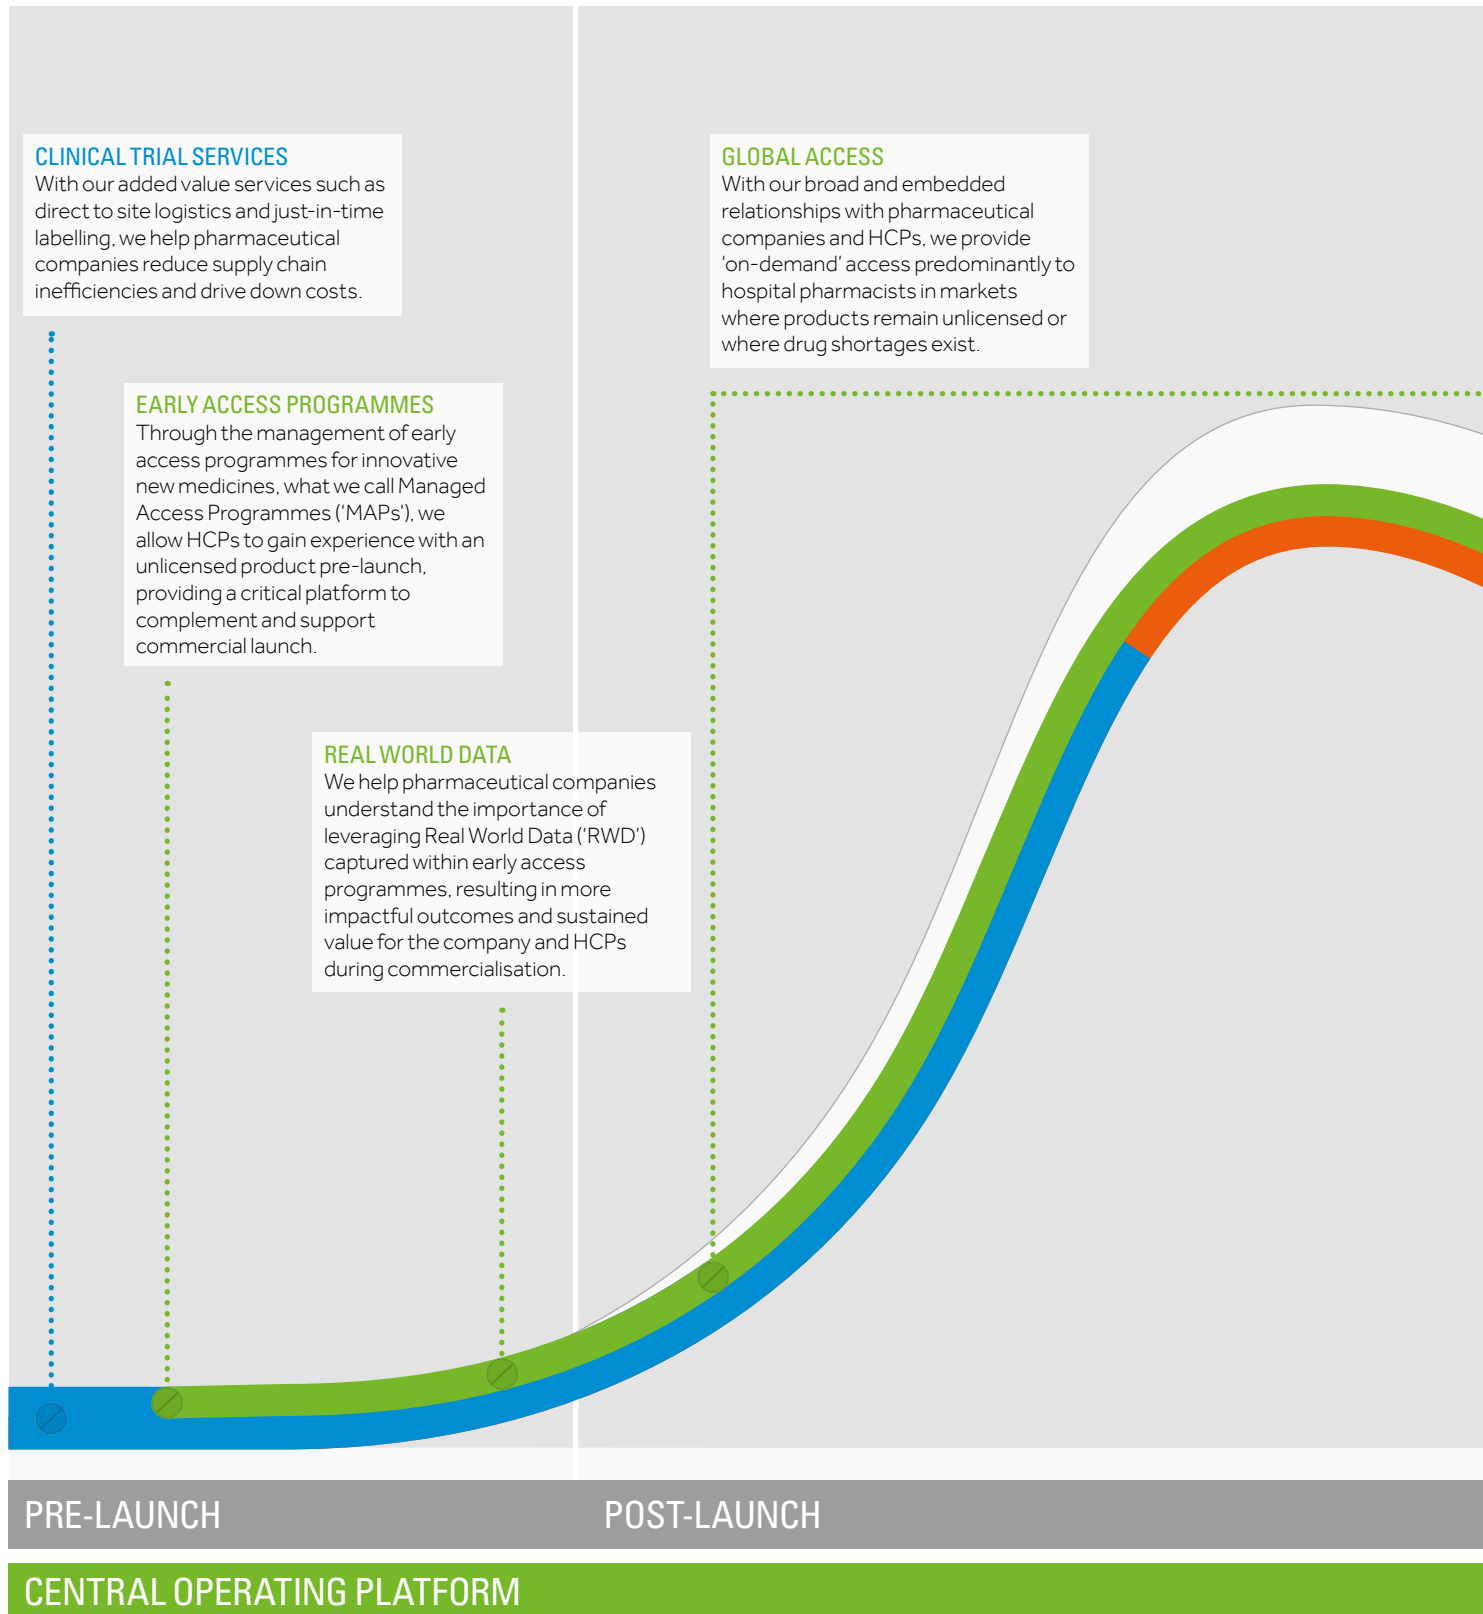 CLINICAL TRIAL SERVICES
With our added value services such as
direct to site logistics and just-in-time
labelling, we help pharmaceutical
companies reduce supply chain
inefficiencies and drive down costs.
EARLY ACCESS PROGRAMMES
Through the management of early
access programmes for innovative
new medicines, what we call Managed
Access Programmes ('MAPs'), we
allow HCPs to gain experience with an
unlicensed product pre-launch,
providing a critical platform to
complement and support
commercial launch.
REAL WORLD DATA
We help pharmaceutical companies
understand the importance of
leveraging Real World Data ('RWD')
captured within early access
programmes, resulting in more
impactful outcomes and sustained
value for the company and HCPs
during commercialisation.
GLOBAL ACCESS
With our broad and embedded
relationships with pharmaceutical
companies and HCPs, we provide
'on-demand' access predominantly to
hospital pharmacists in markets
where products remain unlicensed or
where drug shortages exist.
PRE-LAUNCH
POST-LAUNCH
CENTRAL OPERATING PLATFORM